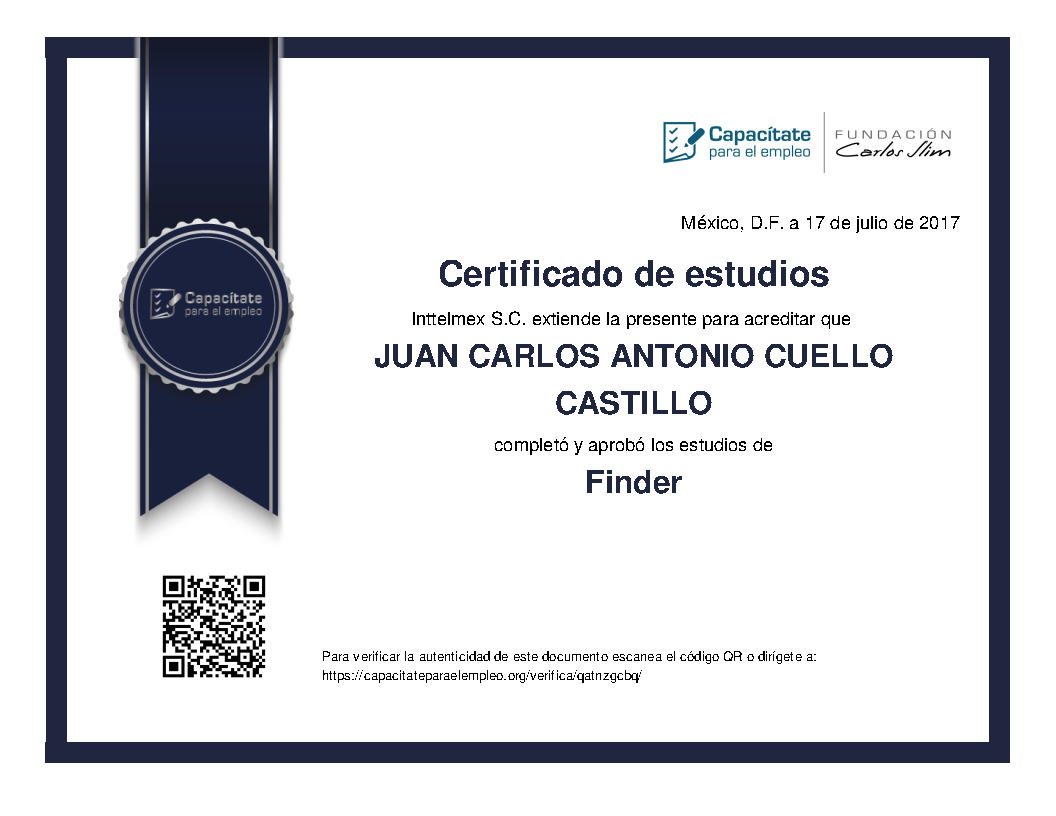 Capacítate
para el empleo
FUNDACIÓN
Carlos Slim
México, D.F. a 17 de julio de 2017
Certificado de estudios
Inttelmex S.C. extiende la presente para acreditar que
JUAN CARLOS ANTONIO CUELLO
CASTILLO
completó y aprobó los estudios de
Finder
Capacítate
para el empleo
Para verificar la autenticidad de este documento escanea el código QR o dirígete a:
https://capacitateparaelempleo.org/verifica/qatnzgcbq/